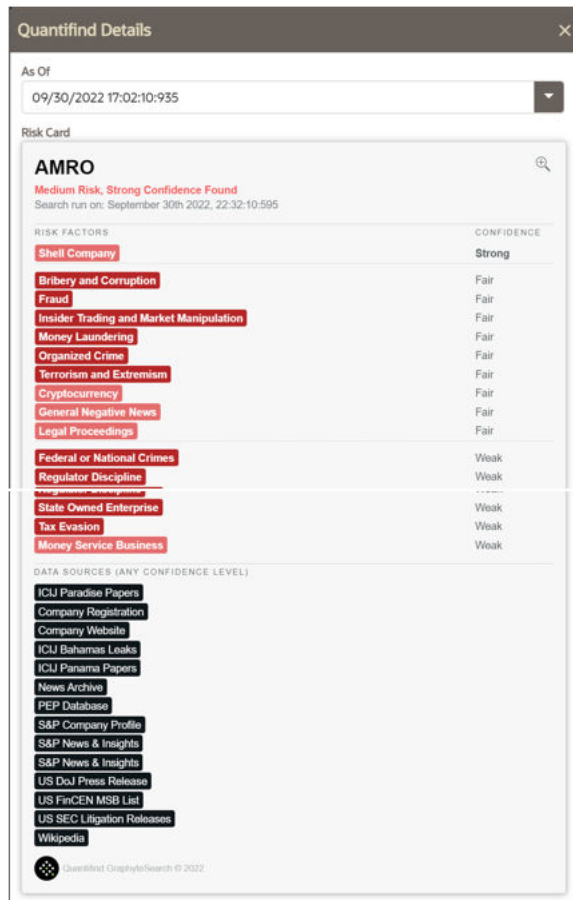 Quantifind Details ×
As Of
09/30/2022 17:02:10:935
Risk Card
AMRO
Medium Risk, Strong Confidence Found
Search run on: September 30th 2022, 22:32:10:595
RISK FACTORS CONFIDENCE
Shell Company Strong
Bribery and Corruption Fair
Fraud Fair
Insider Trading and Market Manipulation Fair
Money Laundering Fair
Organized Crime Fair
Terrorism and Extremism Fair
Cryptocurrency Fair
General Negative News Fair
Legal Proceedings Fair
Federal or National Crimes Weak
Regulator Discipline Weak
State Owned Enterprise Weak
Tax Evasion Weak
Money Service Business Weak
DATA SOURCES (ANY CONFIDENCE LEVEL)
ICIJ Paradise Papers
Company Registration
Company Website
ICIJ Bahamas Leaks
ICIJ Panama Papers
News Archive
PEP Database
S&P Company Profile
S&P News & Insights
S&P News & Insights
US DoJ Press Release
US FinCEN MSB List
US SEC Litigation Releases
Wikipedia
Quantifind GraphyteSearch © 2022